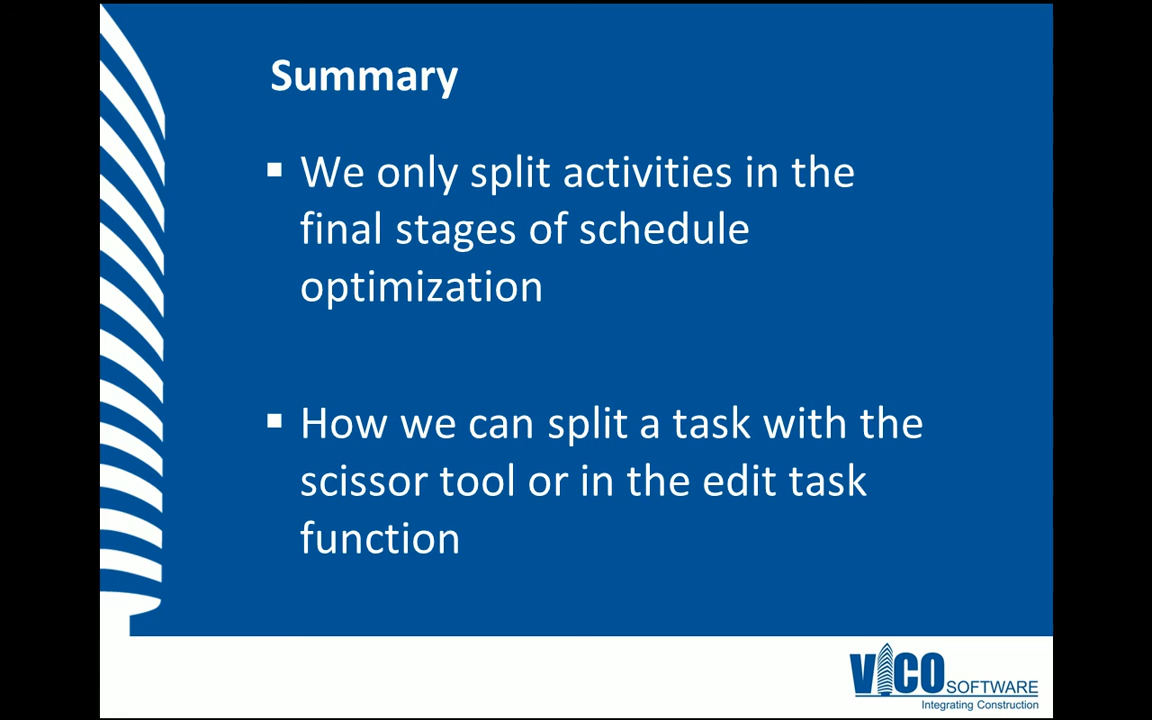 Summary
▪ We only split activities in the
final stages of schedule
optimization
▪ How we can split a task with the
scissor tool or in the edit task
function
VICO SOFTWARE
Integrating Construction